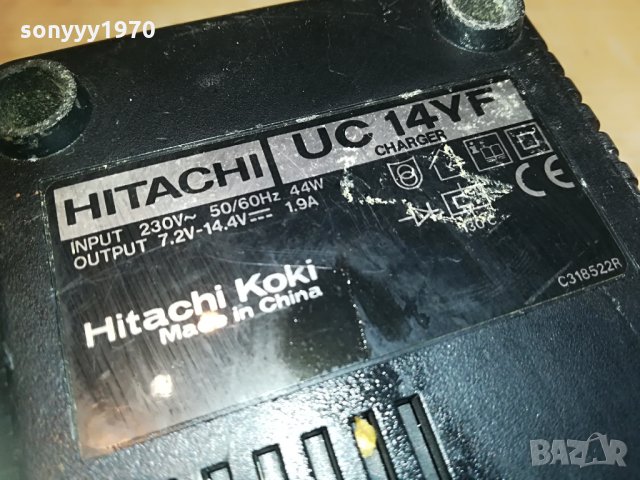 sonyyy1970
HITACHI UC 14YF
CHARGER
INPUT 230V~ 50/60Hz 44W
OUTPUT 7.2V-14.4V⎓ 1.9A
Hitachi Koki
Made in China
C318522R
CE
BAZAR